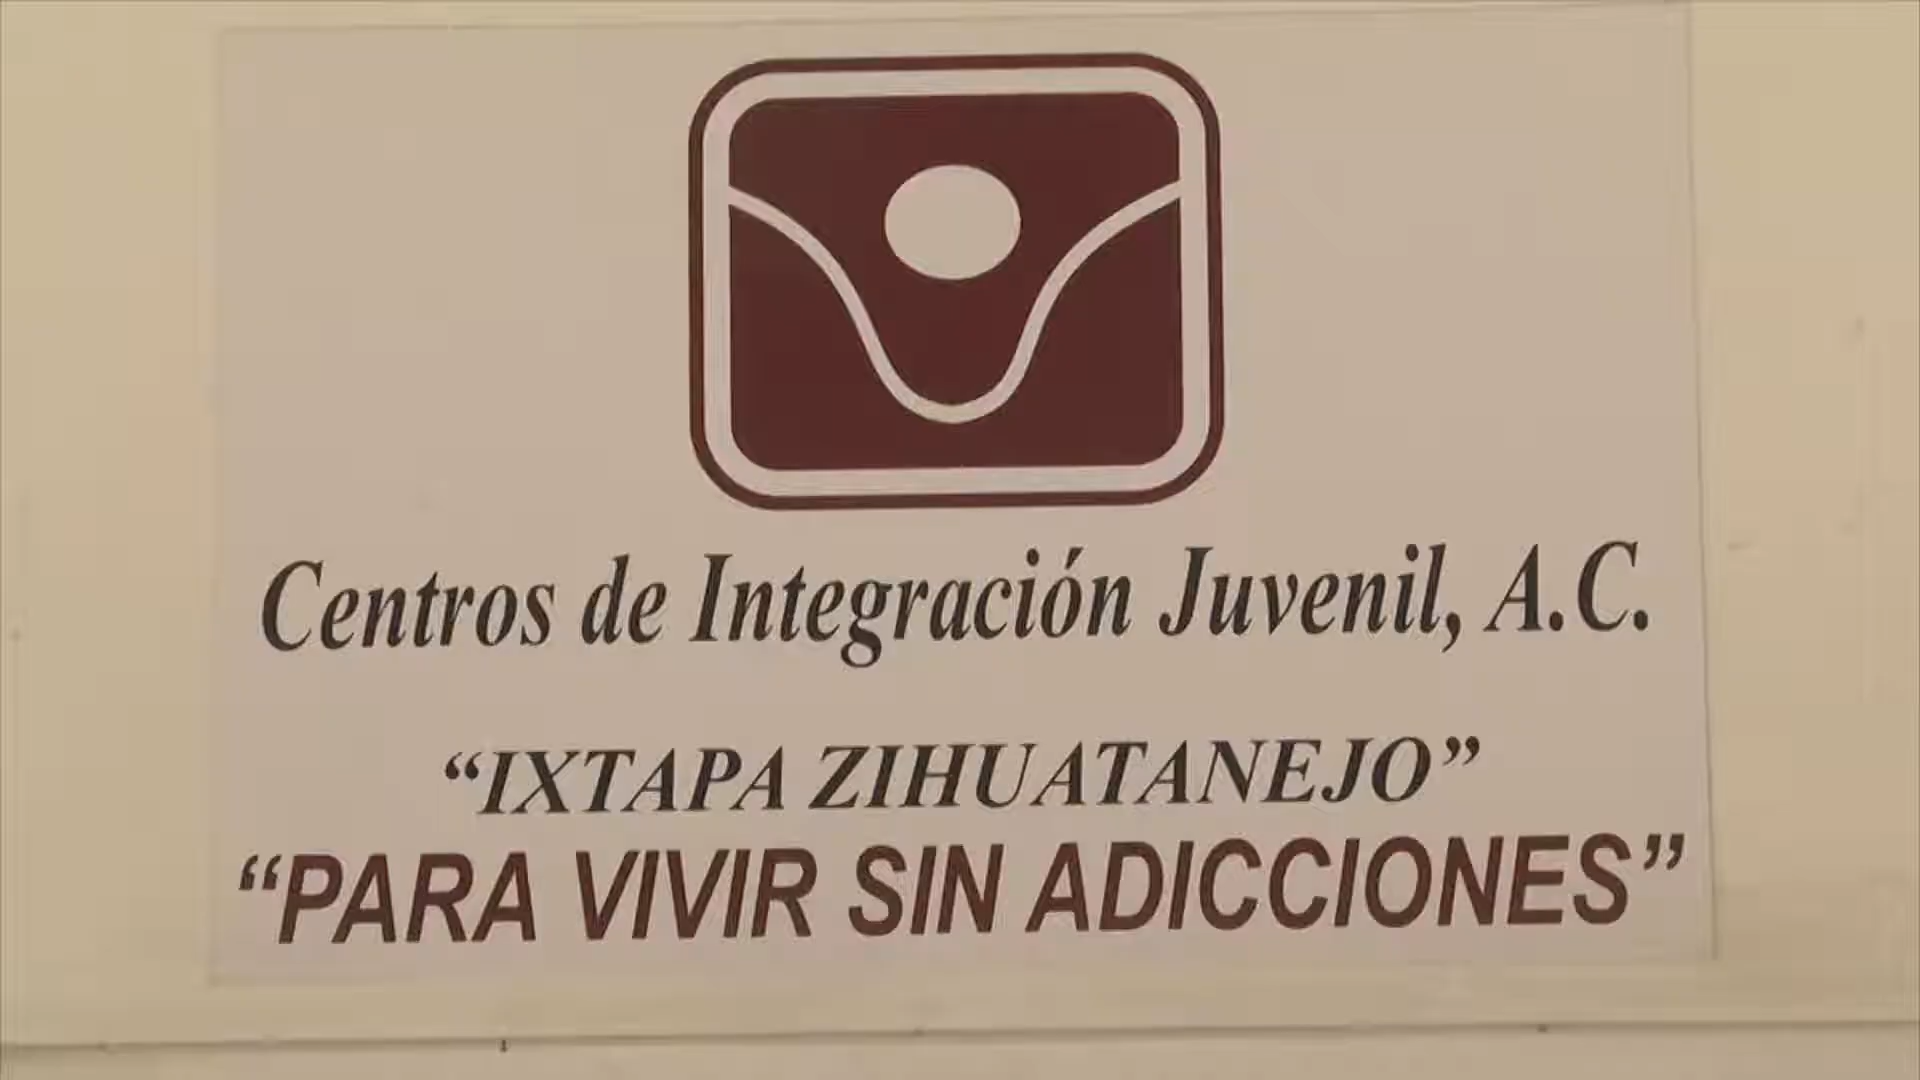 Centros de Integración Juvenil, A.C.
“IXTAPA ZIHUATANEJO”
“PARA VIVIR SIN ADICCIONES”